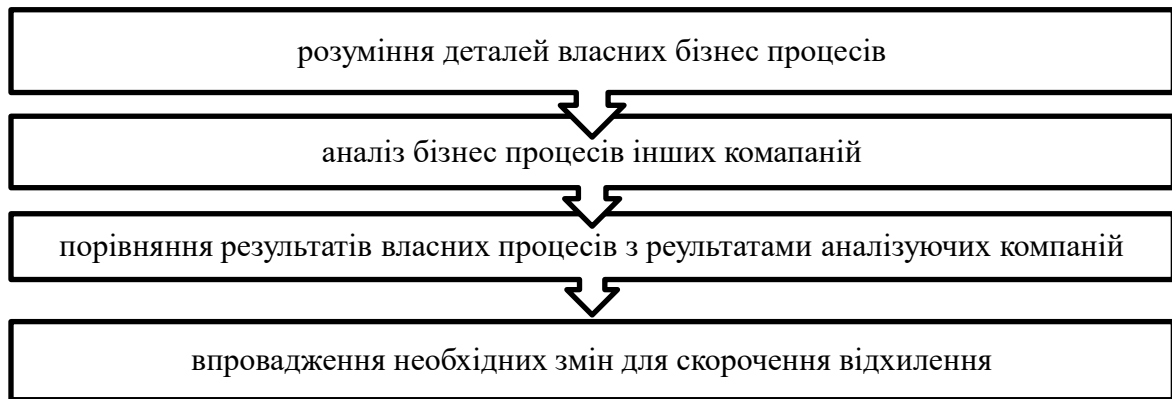 розуміння деталей власних бізнес процесів
аналіз бізнес процесів інших комапаній
порівняння результатів власних процесів з реультатами аналізуючих компаній
впровадження необхідних змін для скорочення відхилення